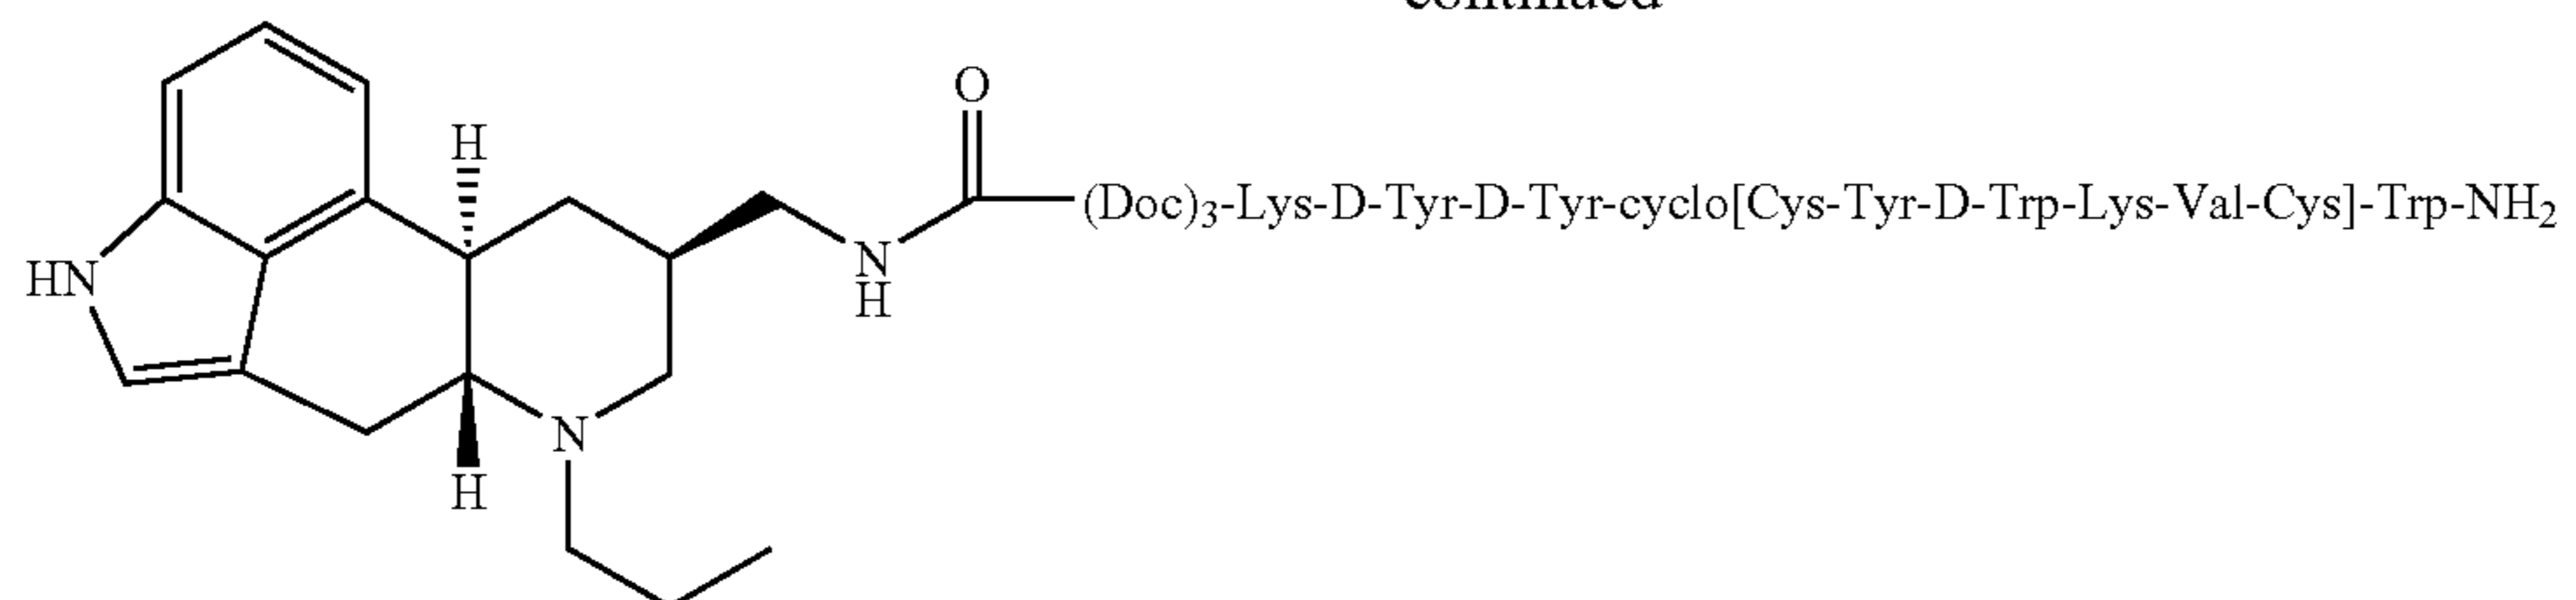 O
H
(Doc)3-Lys-D-Tyr-D-Tyr-cyclo[Cys-Tyr-D-Trp-Lys-Val-Cys]-Trp-NH2
HN
N
H
N
H